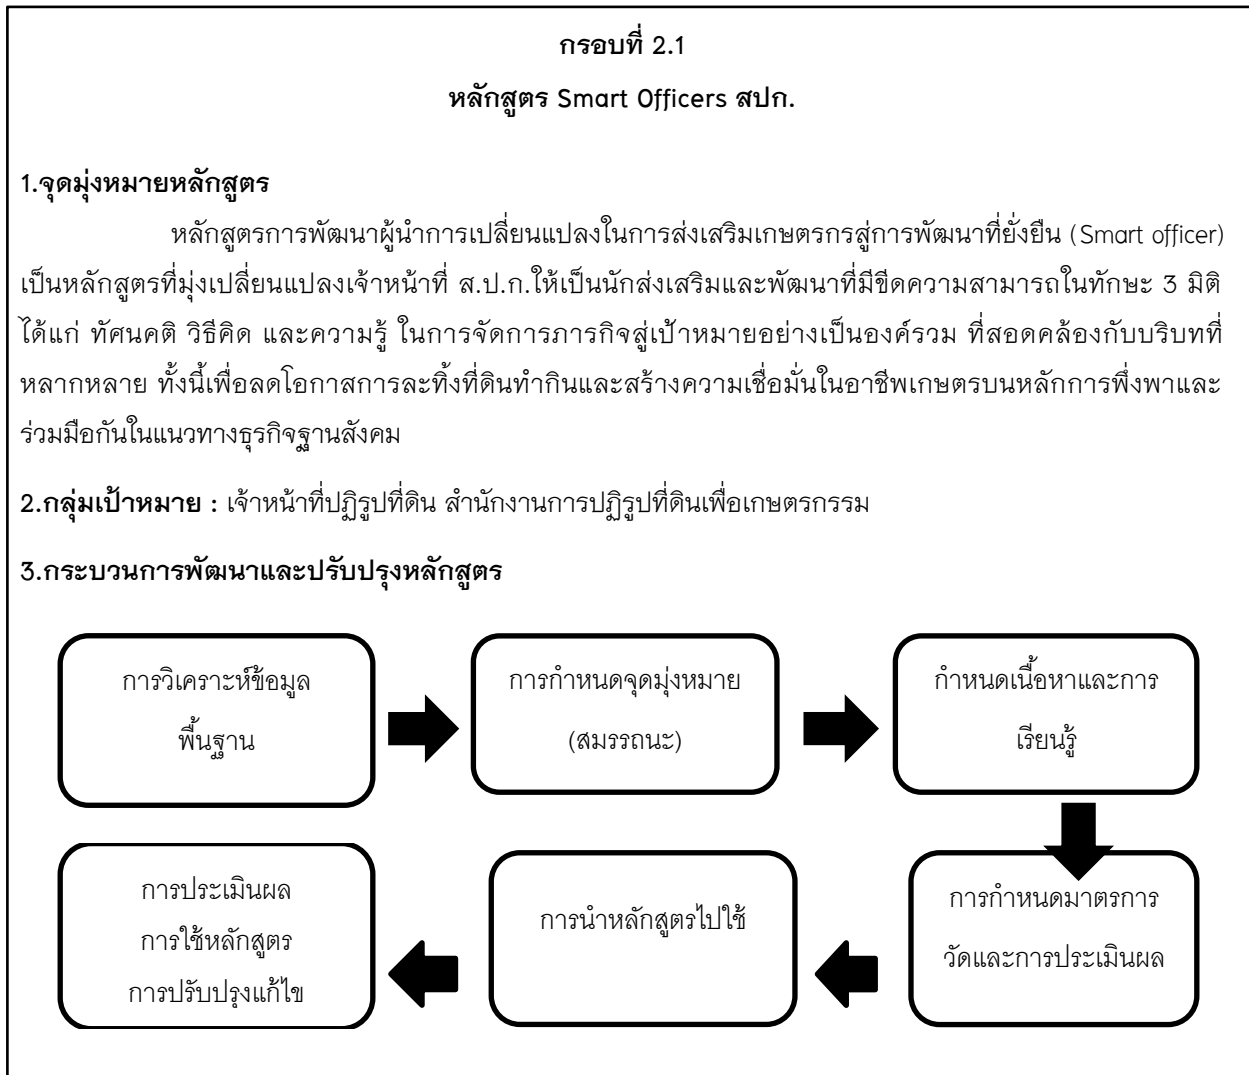 กรอบที่ 2.1
หลักสูตร Smart Officers สปก.
1.จุดมุ่งหมายหลักสูตร
หลักสูตรการพัฒนาผู้นำการเปลี่ยนแปลงในการส่งเสริมเกษตรกรสู่การพัฒนาที่ยั่งยืน (Smart officer)
เป็นหลักสูตรที่มุ่งเปลี่ยนแปลงเจ้าหน้าที่ ส.ป.ก.ให้เป็นนักส่งเสริมและพัฒนาที่มีขีดความสามารถในทักษะ 3 มิติ
ได้แก่ ทัศนคติ วิธีคิด และความรู้ ในการจัดการภารกิจสู่เป้าหมายอย่างเป็นองค์รวม ที่สอดคล้องกับบริบทที่
หลากหลาย ทั้งนี้เพื่อลดโอกาสการละทิ้งที่ดินทำกินและสร้างความเชื่อมั่นในอาชีพเกษตรบนหลักการพึ่งพาและ
ร่วมมือกันในแนวทางธุรกิจฐานสังคม
2.กลุ่มเป้าหมาย : เจ้าหน้าที่ปฏิรูปที่ดิน สำนักงานการปฏิรูปที่ดินเพื่อเกษตรกรรม
3.กระบวนการพัฒนาและปรับปรุงหลักสูตร
การวิเคราะห์ข้อมูล
พื้นฐาน
การกำหนดจุดมุ่งหมาย
(สมรรถนะ)
กำหนดเนื้อหาและการ
เรียนรู้
การกำหนดมาตรการ
วัดและการประเมินผล
การนำหลักสูตรไปใช้
การประเมินผล
การใช้หลักสูตร
การปรับปรุงแก้ไข